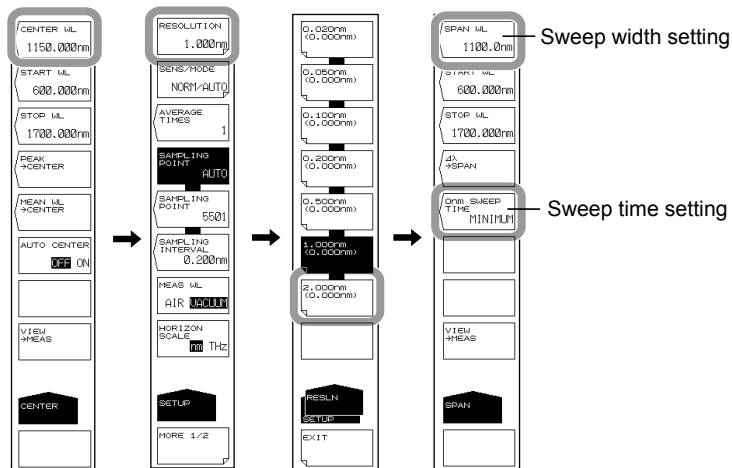 CENTER WL
1150.000nm
START WL
600.000nm
STOP WL
1700.000nm
PEAK
→CENTER
MEAN WL
→CENTER
AUTO CENTER
OFF ON
VIEW
→MEAS
CENTER
RESOLUTION
1.000nm
SENS/MODE
NORM/AUTO
AVERAGE
TIMES
1
SAMPLING
POINT
AUTO
SAMPLING
POINT
5501
SAMPLING
INTERVAL
0.200nm
MEAS WL
AIR VACUUM
HORIZON
SCALE
nm THz
SETUP
MORE 1/2
0.020nm
(0.000nm)
0.050nm
(0.000nm)
0.100nm
(0.000nm)
0.200nm
(0.000nm)
0.500nm
(0.000nm)
1.000nm
(0.000nm)
2.000nm
(0.000nm)
RESLN
SETUP
EXIT
SPAN WL
1100.0nm
START WL
600.000nm
STOP WL
1700.000nm
Δλ
→SPAN
0nm SWEEP
TIME
MINIMUM
VIEW
→MEAS
SPAN
Sweep width setting
Sweep time setting